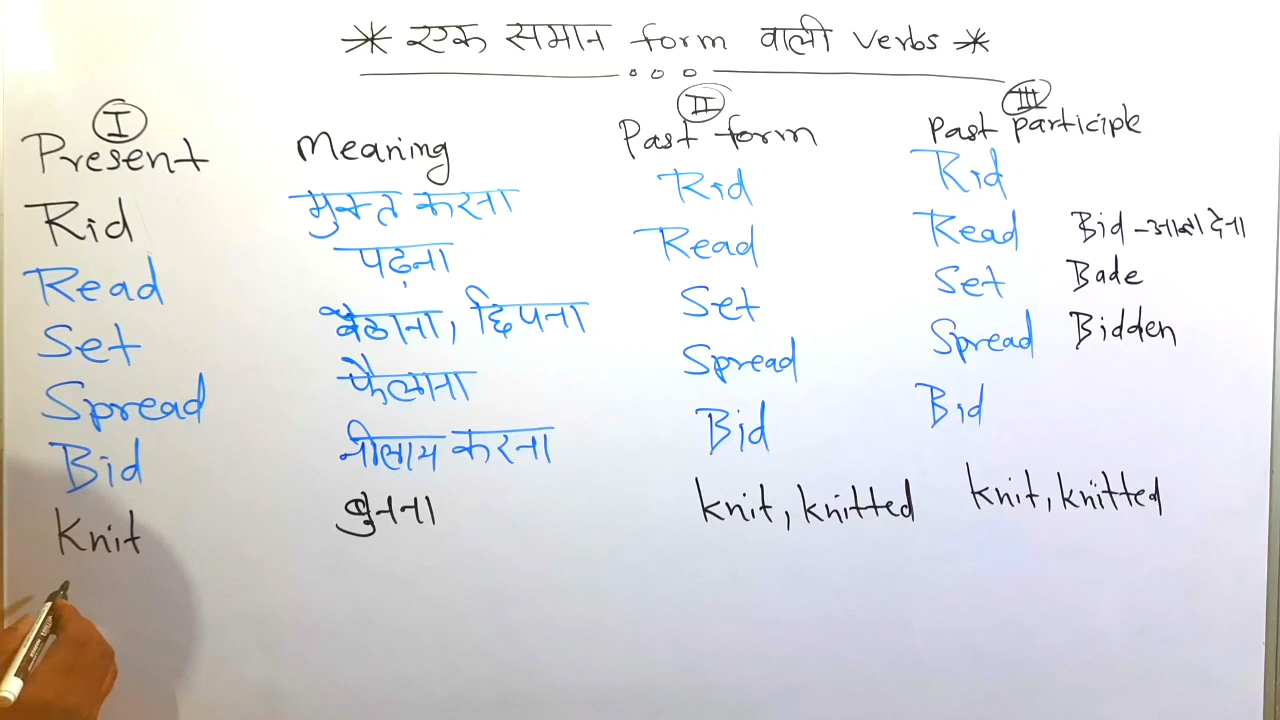 * एक समान form वाली verbs *
I II III
Present Meaning Past form Past participle
Rid मुक्त करना Rid Rid
Read पढ़ना Read Read Bid - आज्ञा देना
Set बैठाना, छिपना Set Set Bade
Spread फैलाना Spread Spread Bidden
Bid नीलाम करना Bid Bid
Knit बुनना knit, knitted knit, knitted